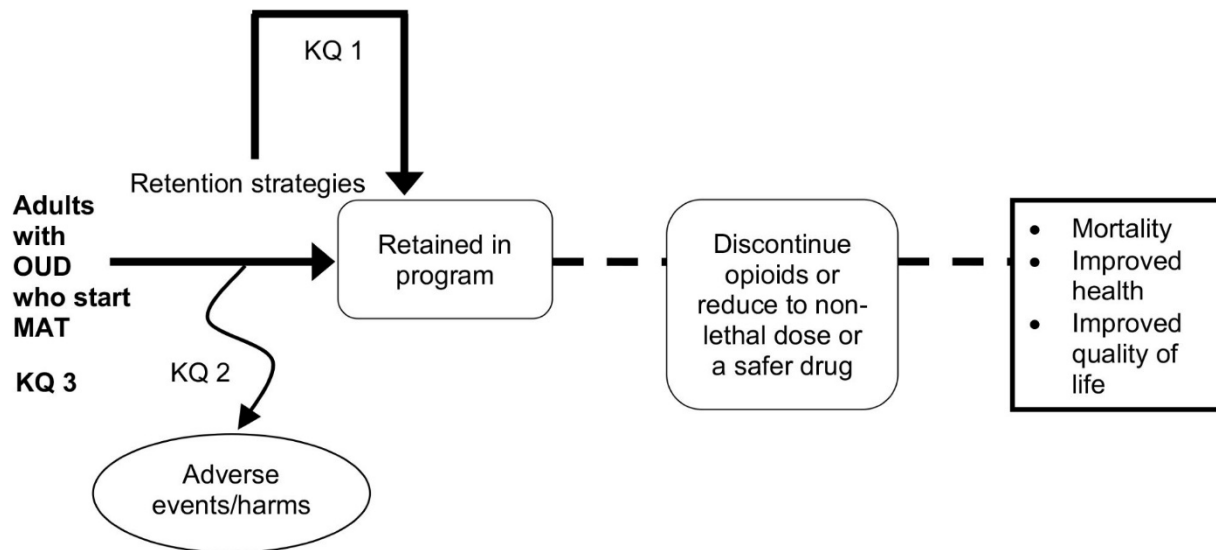 KQ 1
Retention strategies
Adults
with
OUD
who start
MAT
KQ 3
KQ 2
Adverse
events/harms
Retained in
program
Discontinue
opioids or
reduce to non-
lethal dose or
a safer drug
• Mortality
• Improved
health
• Improved
quality of
life